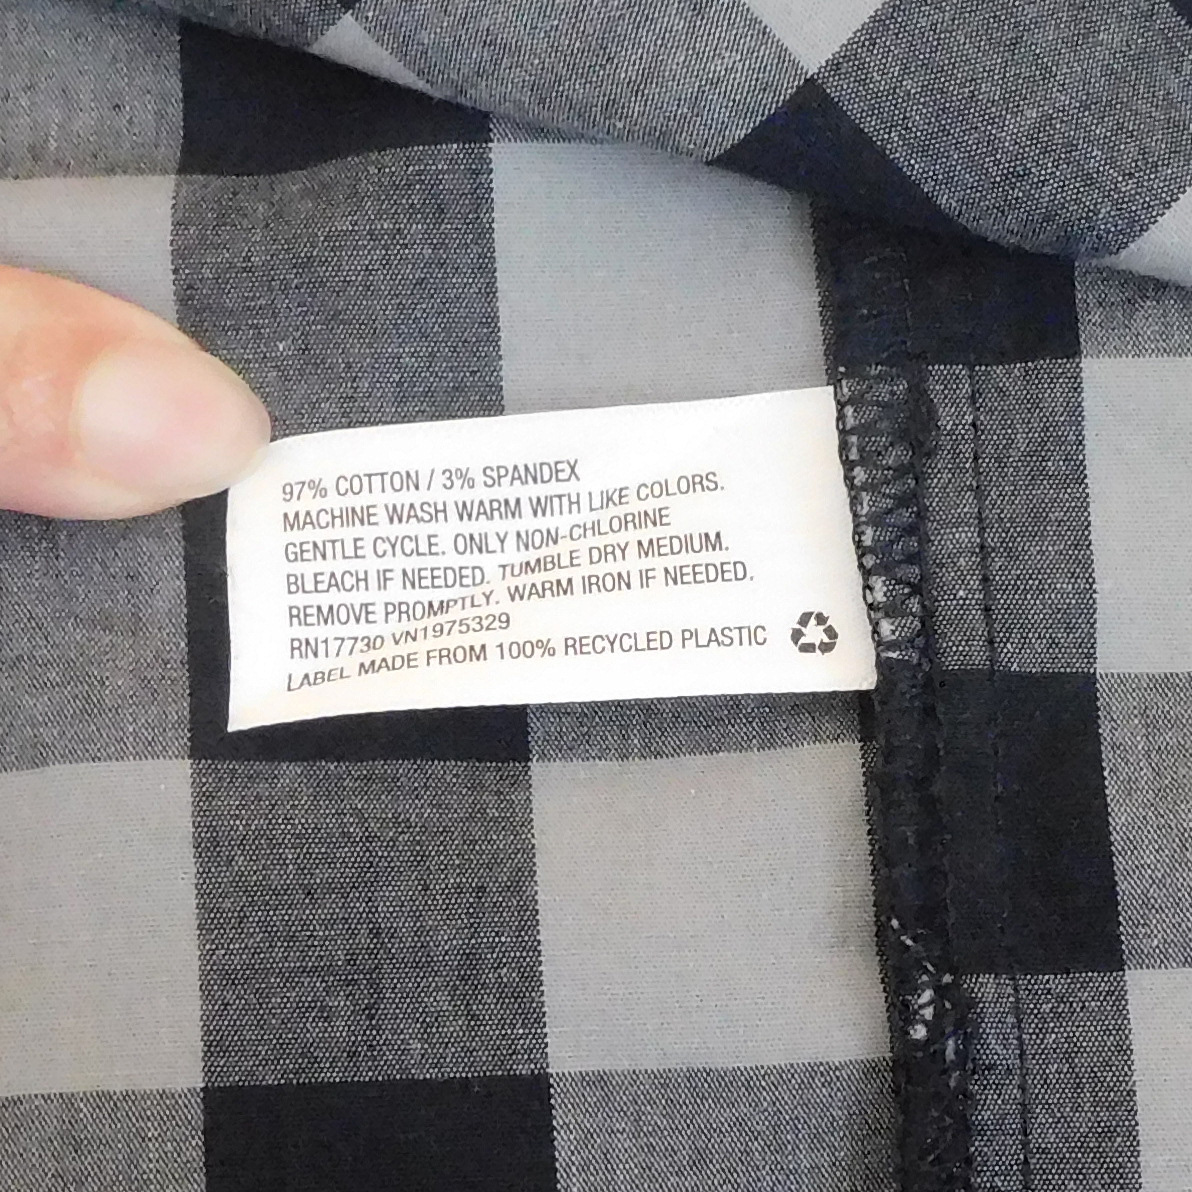 97% COTTON / 3% SPANDEX
MACHINE WASH WARM WITH LIKE COLORS.
GENTLE CYCLE. ONLY NON-CHLORINE
BLEACH IF NEEDED. TUMBLE DRY MEDIUM.
REMOVE PROMPTLY. WARM IRON IF NEEDED.
RN17730 VN1975329
LABEL MADE FROM 100% RECYCLED PLASTIC